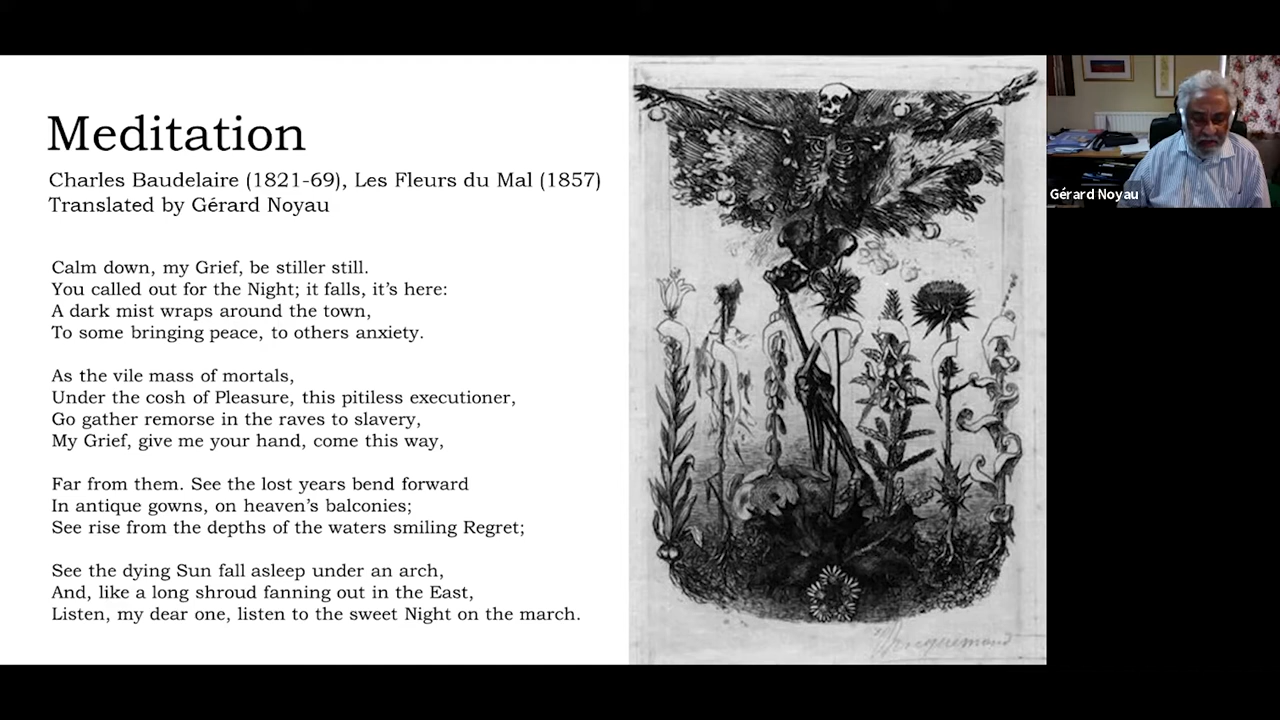 Meditation
Charles Baudelaire (1821-69), Les Fleurs du Mal (1857)
Translated by Gérard Noyau
Calm down, my Grief, be stiller still.
You called out for the Night; it falls, it's here:
A dark mist wraps around the town,
To some bringing peace, to others anxiety.
As the vile mass of mortals,
Under the cosh of Pleasure, this pitiless executioner,
Go gather remorse in the raves to slavery,
My Grief, give me your hand, come this way,
Far from them. See the lost years bend forward
In antique gowns, on heaven's balconies;
See rise from the depths of the waters smiling Regret;
See the dying Sun fall asleep under an arch,
And, like a long shroud fanning out in the East,
Listen, my dear one, listen to the sweet Night on the march.
Bracquemond
Gérard Noyau